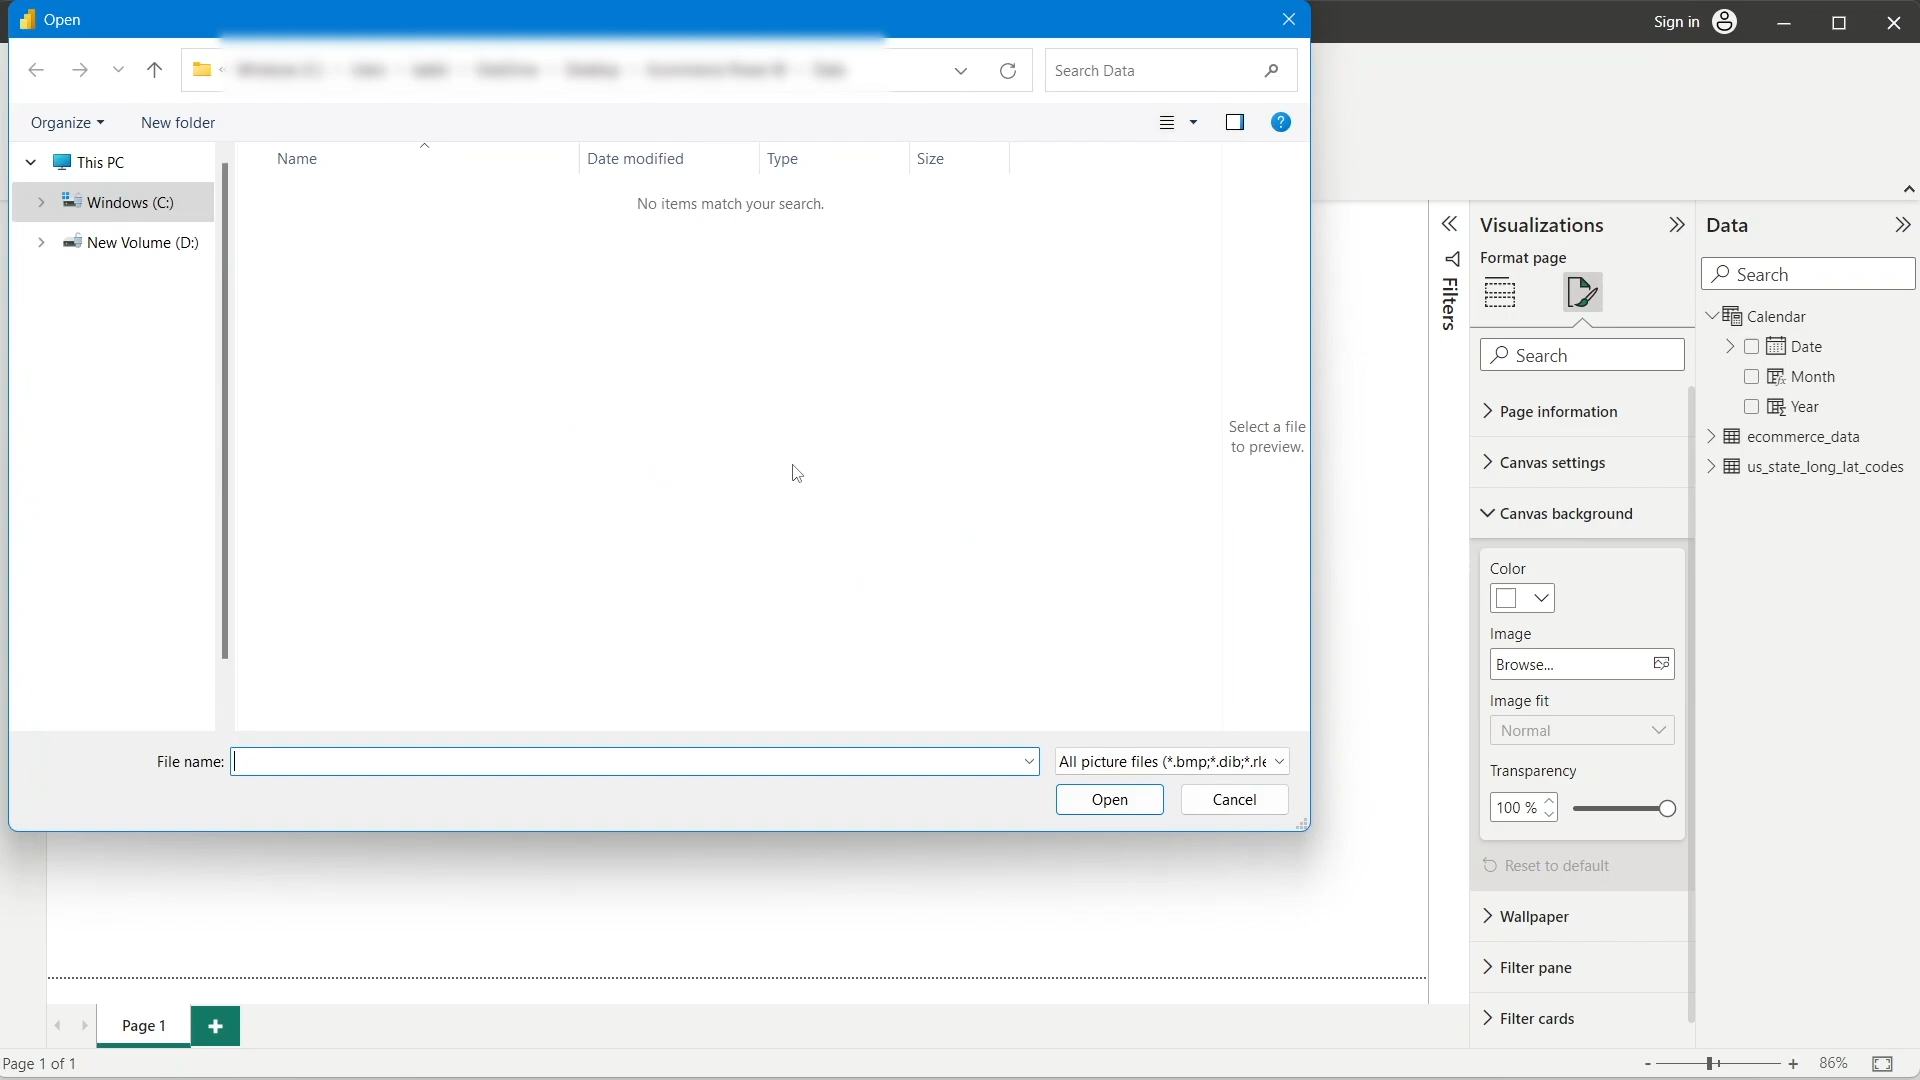 Open
Sign in
Search Data
Organize
New folder
This PC
Windows (C:)
New Volume (D:)
Name
Date modified
Type
Size
No items match your search.
Select a file
to preview.
File name:
All picture files (*.bmp;*.dib;*.rle
Open
Cancel
Filters
Visualizations
Format page
Search
Page information
Canvas settings
Canvas background
Color
Image
Browse...
Image fit
Normal
Transparency
100 %
Reset to default
Wallpaper
Filter pane
Filter cards
Data
Search
Calendar
Date
Month
Year
ecommerce_data
us_state_long_lat_codes
Page 1
Page 1 of 1
86%